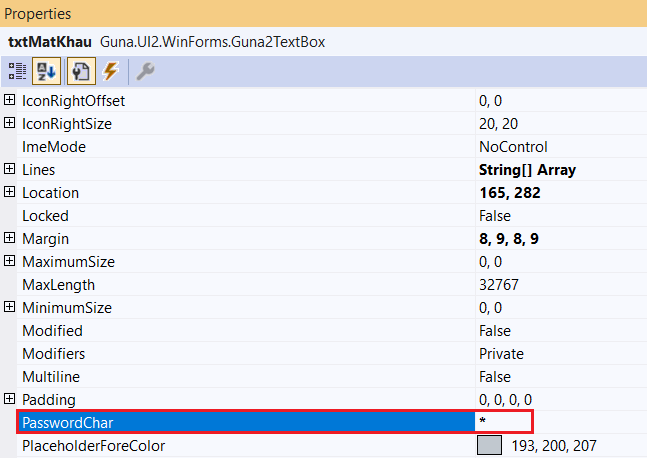 Properties
txtMatKhau Guna.UI2.WinForms.Guna2TextBox
IconRightOffset 0, 0
IconRightSize 20, 20
ImeMode NoControl
Lines String[] Array
Location 165, 282
Locked False
Margin 8, 9, 8, 9
MaximumSize 0, 0
MaxLength 32767
MinimumSize 0, 0
Modified False
Modifiers Private
Multiline False
Padding 0, 0, 0, 0
PasswordChar *
PlaceholderForeColor 193, 200, 207